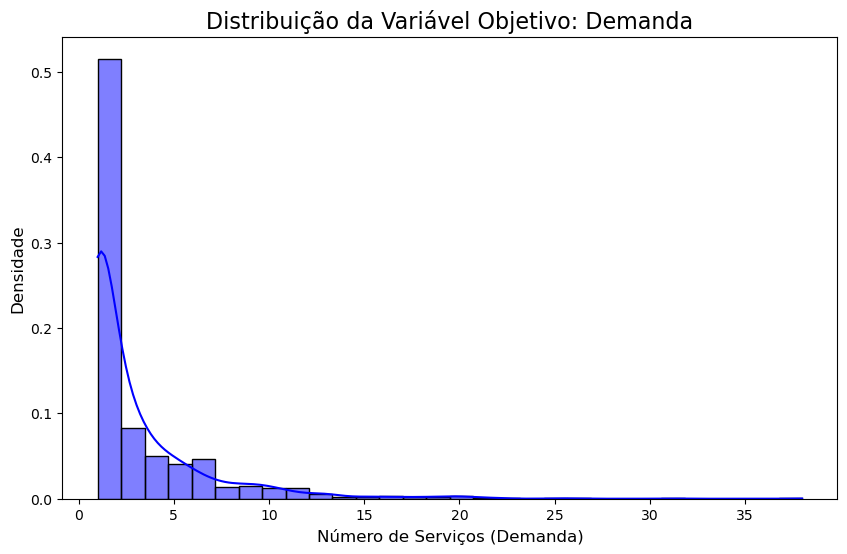 Distribuição da Variável Objetivo: Demanda
Densidade
0.5
0.4
0.3
0.2
0.1
0.0
0 5 10 15 20 25 30 35
Número de Serviços (Demanda)